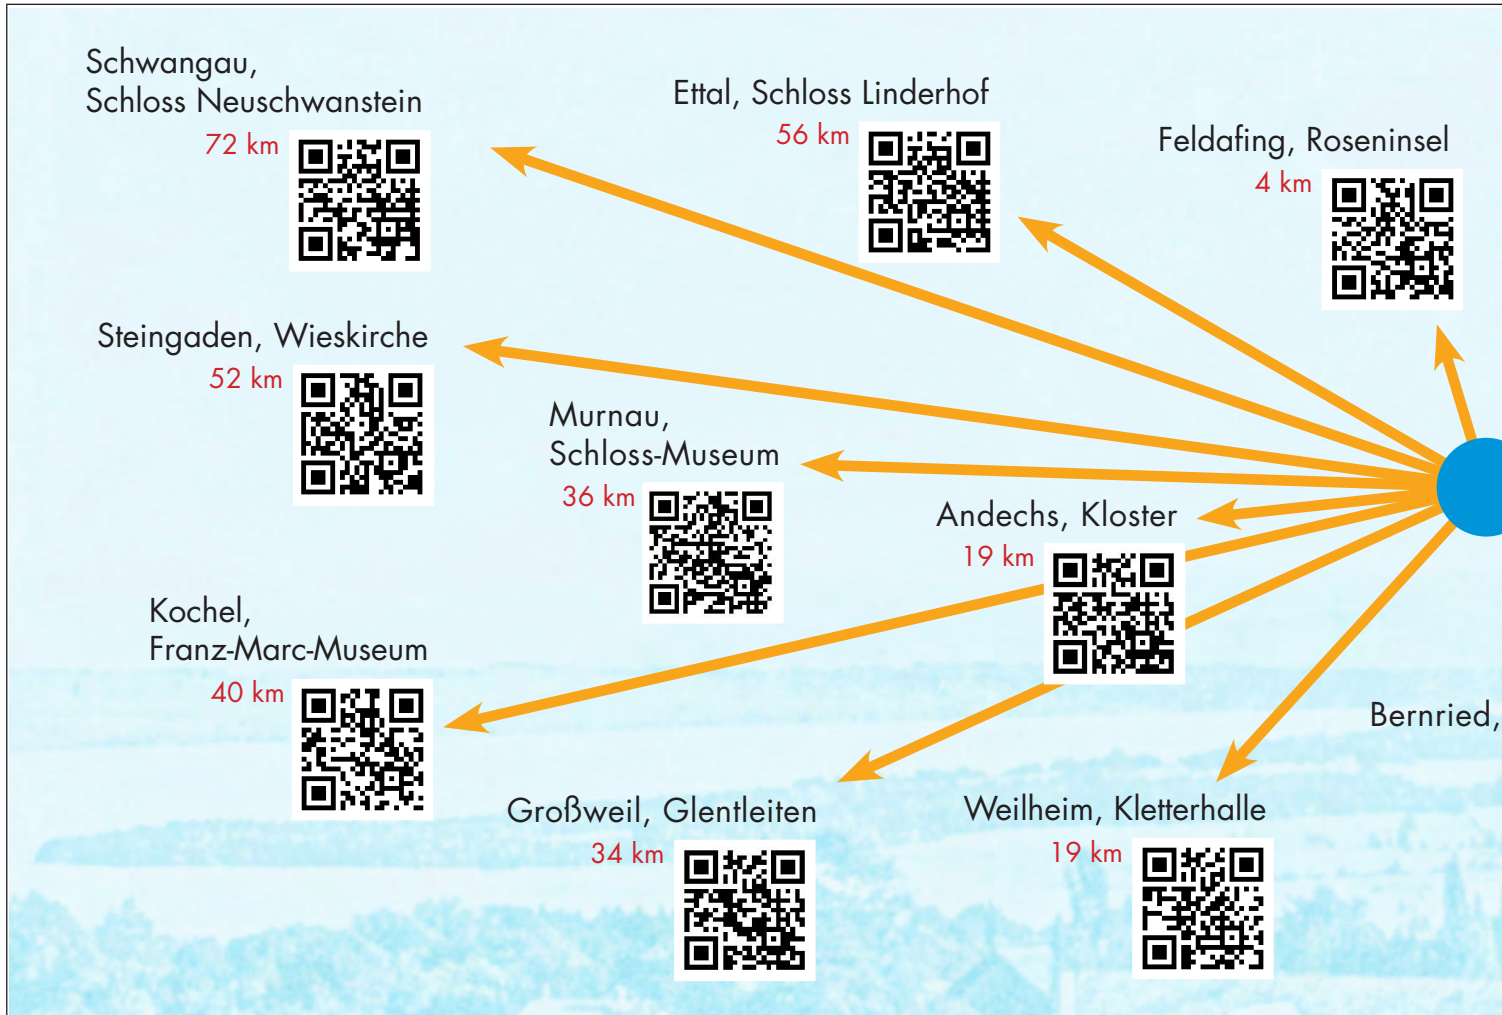 Schwangau,
Schloss Neuschwanstein
72 km
Ettal, Schloss Linderhof
56 km
Feldafing, Roseninsel
4 km
Steingaden, Wieskirche
52 km
Murnau,
Schloss-Museum
36 km
Andechs, Kloster
19 km
Kochel,
Franz-Marc-Museum
40 km
Bernried,
Großweil, Glentleiten
34 km
Weilheim, Kletterhalle
19 km